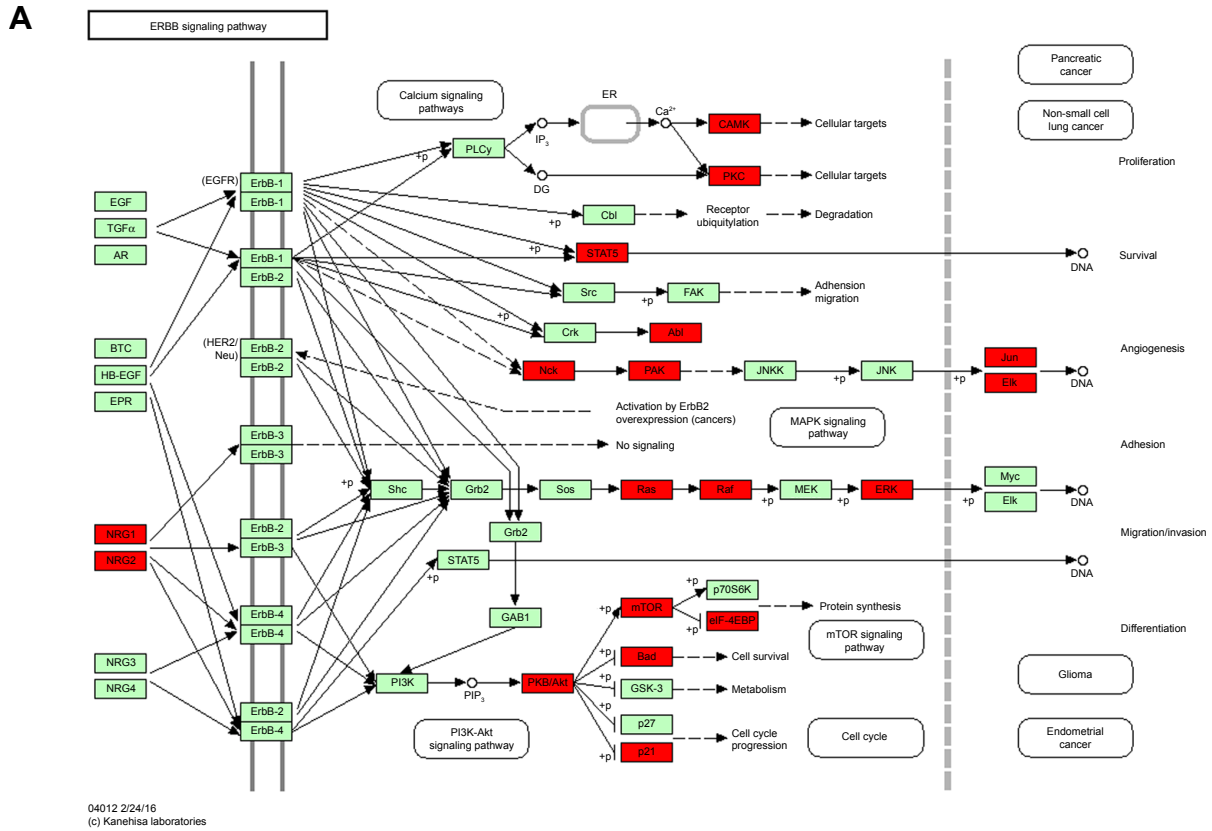 A
ERBB signaling pathway
Calcium signaling
pathways
ER
Ca2+
IP3
DG
PLCγ
+p
CAMK
Cellular targets
PKC
Cellular targets
Pancreatic
cancer
Non-small cell
lung cancer
Proliferation
(EGFR)
ErbB-1
ErbB-1
EGF
TGFα
AR
Cbl
+p
Receptor
ubiquitylation
Degradation
ErbB-1
ErbB-2
STAT5
+p
DNA
Survival
Src
+p
FAK
Adhension
migration
+p
Crk
Abl
BTC
HB-EGF
EPR
(HER2/
Neu)
ErbB-2
ErbB-2
Nck
PAK
JNKK
+p
JNK
+p
Jun
Elk
DNA
Angiogenesis
Activation by ErbB2
overexpression (cancers)
MAPK signaling
pathway
ErbB-3
ErbB-3
No signaling
Adhesion
+p
Shc
Grb2
Sos
Ras
Raf
+p
MEK
+p
ERK
+p
Myc
Elk
DNA
NRG1
NRG2
ErbB-2
ErbB-3
Grb2
STAT5
+p
DNA
Migration/invasion
ErbB-4
ErbB-4
GAB1
+p
mTOR
+p
p70S6K
+p
eIF-4EBP
Protein synthesis
mTOR signaling
pathway
Differentiation
NRG3
NRG4
PI3K
PIP3
PKB/Akt
+p
Bad
Cell survival
+p
GSK-3
Metabolism
+p
p27
+p
p21
Cell cycle
progression
Cell cycle
Glioma
Endometrial
cancer
ErbB-2
ErbB-4
PI3K-Akt
signaling pathway
04012 2/24/16
(c) Kanehisa laboratories